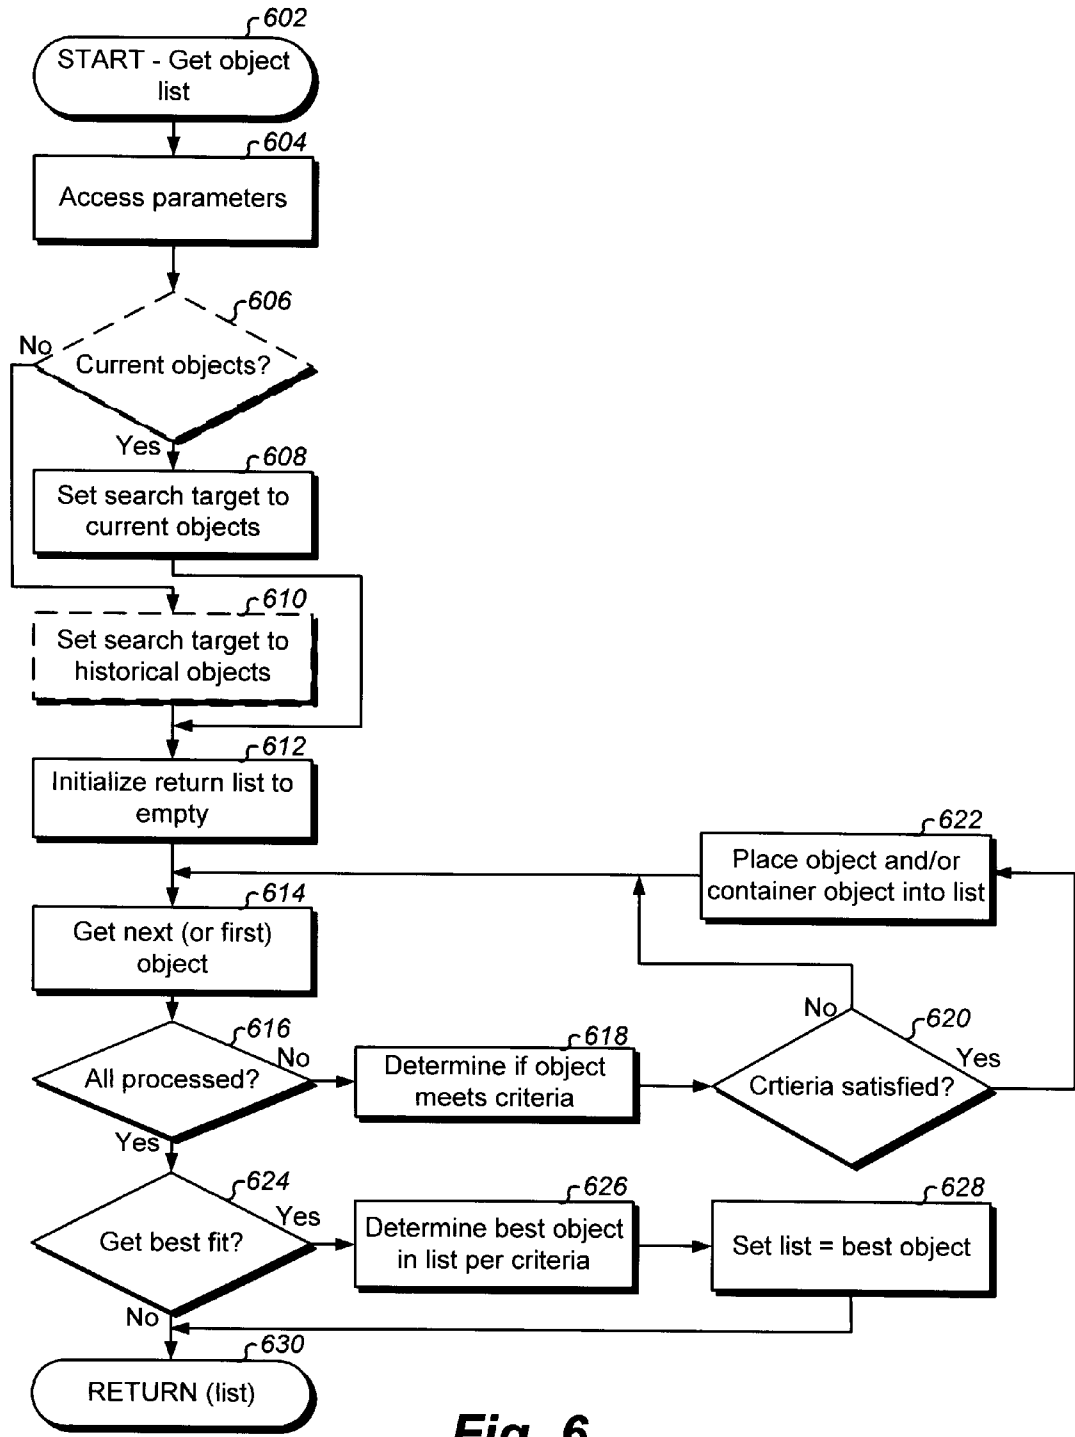 602
START - Get object
list
604
Access parameters
606
No
Current objects?
Yes
608
Set search target to
current objects
610
Set search target to
historical objects
612
Initialize return list to
empty
622
Place object and/or
container object into list
614
Get next (or first)
object
616
No
All processed?
Yes
618
Determine if object
meets criteria
No
620
Yes
Crtieria satisfied?
624
Yes
Get best fit?
No
626
Determine best object
in list per criteria
628
Set list = best object
630
RETURN (list)
Fig. 6